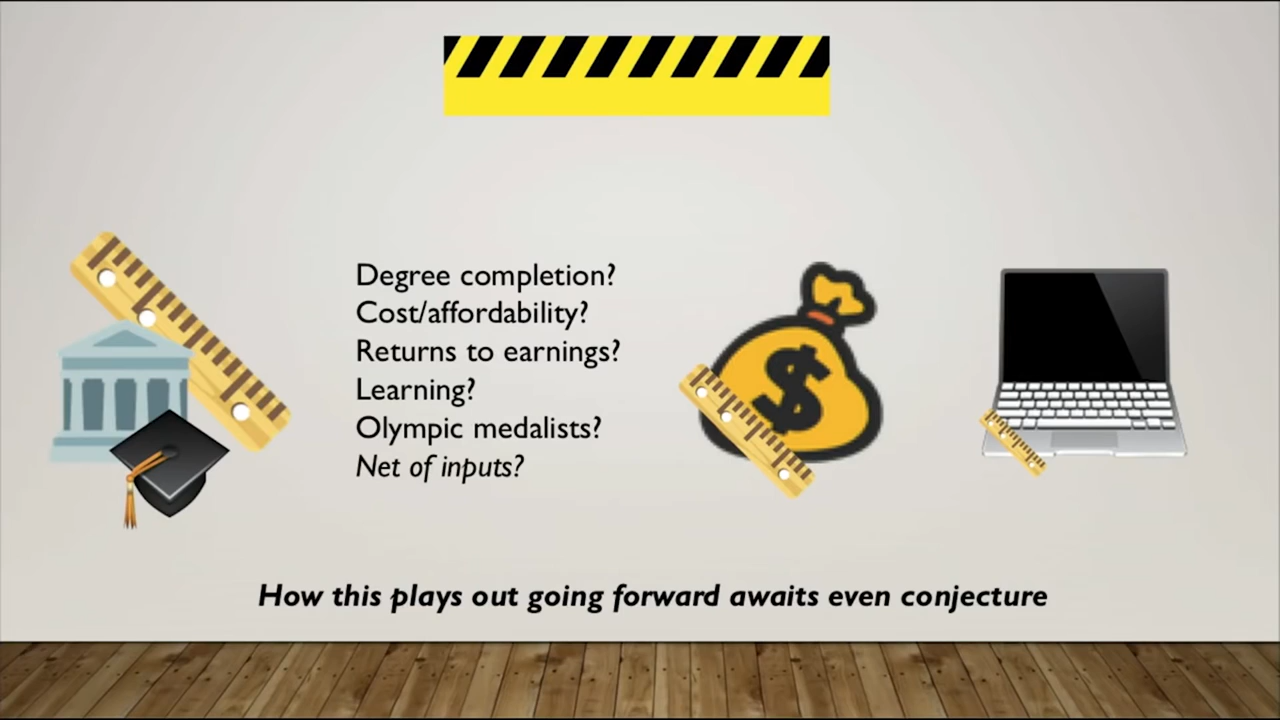 Degree completion?
Cost/affordability?
Returns to earnings?
Learning?
Olympic medalists?
Net of inputs?
$
How this plays out going forward awaits even conjecture